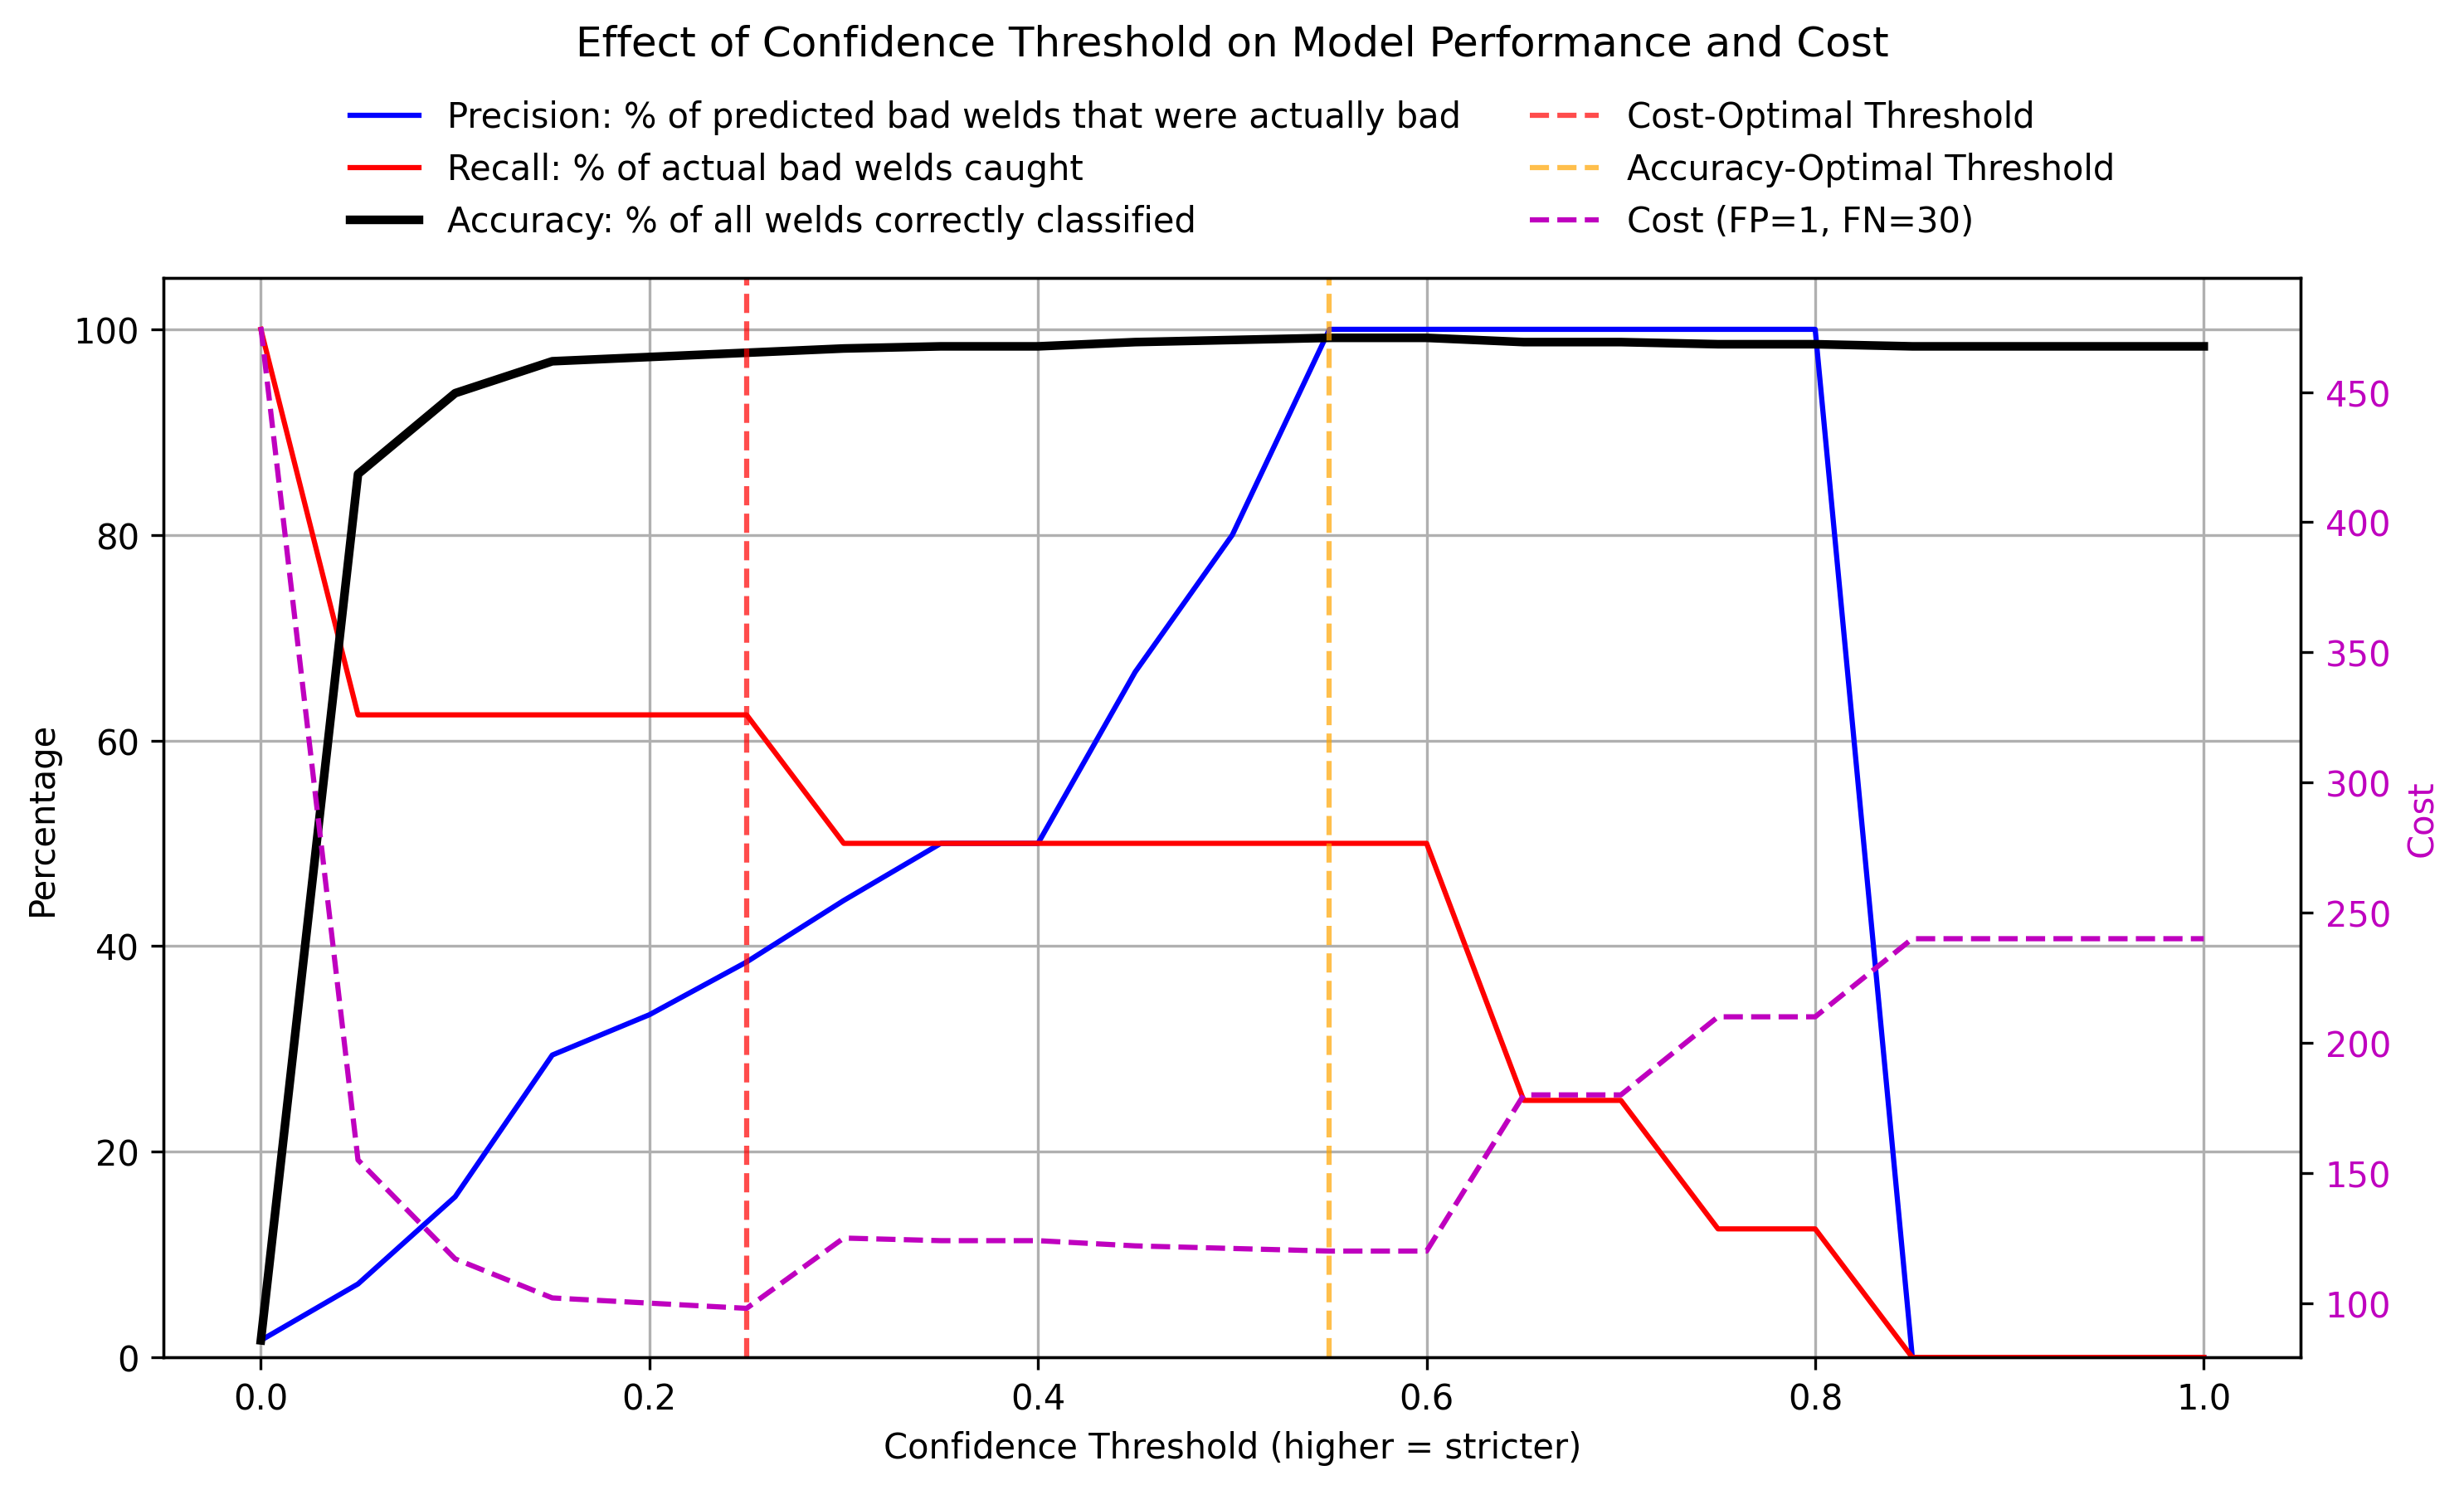 Effect of Confidence Threshold on Model Performance and Cost
Precision: % of predicted bad welds that were actually bad
Recall: % of actual bad welds caught
Accuracy: % of all welds correctly classified
Cost-Optimal Threshold
Accuracy-Optimal Threshold
Cost (FP=1, FN=30)
Percentage
100
80
60
40
20
0
0.0
0.2
0.4
0.6
0.8
1.0
Confidence Threshold (higher = stricter)
450
400
350
300
250
200
150
100
Cost